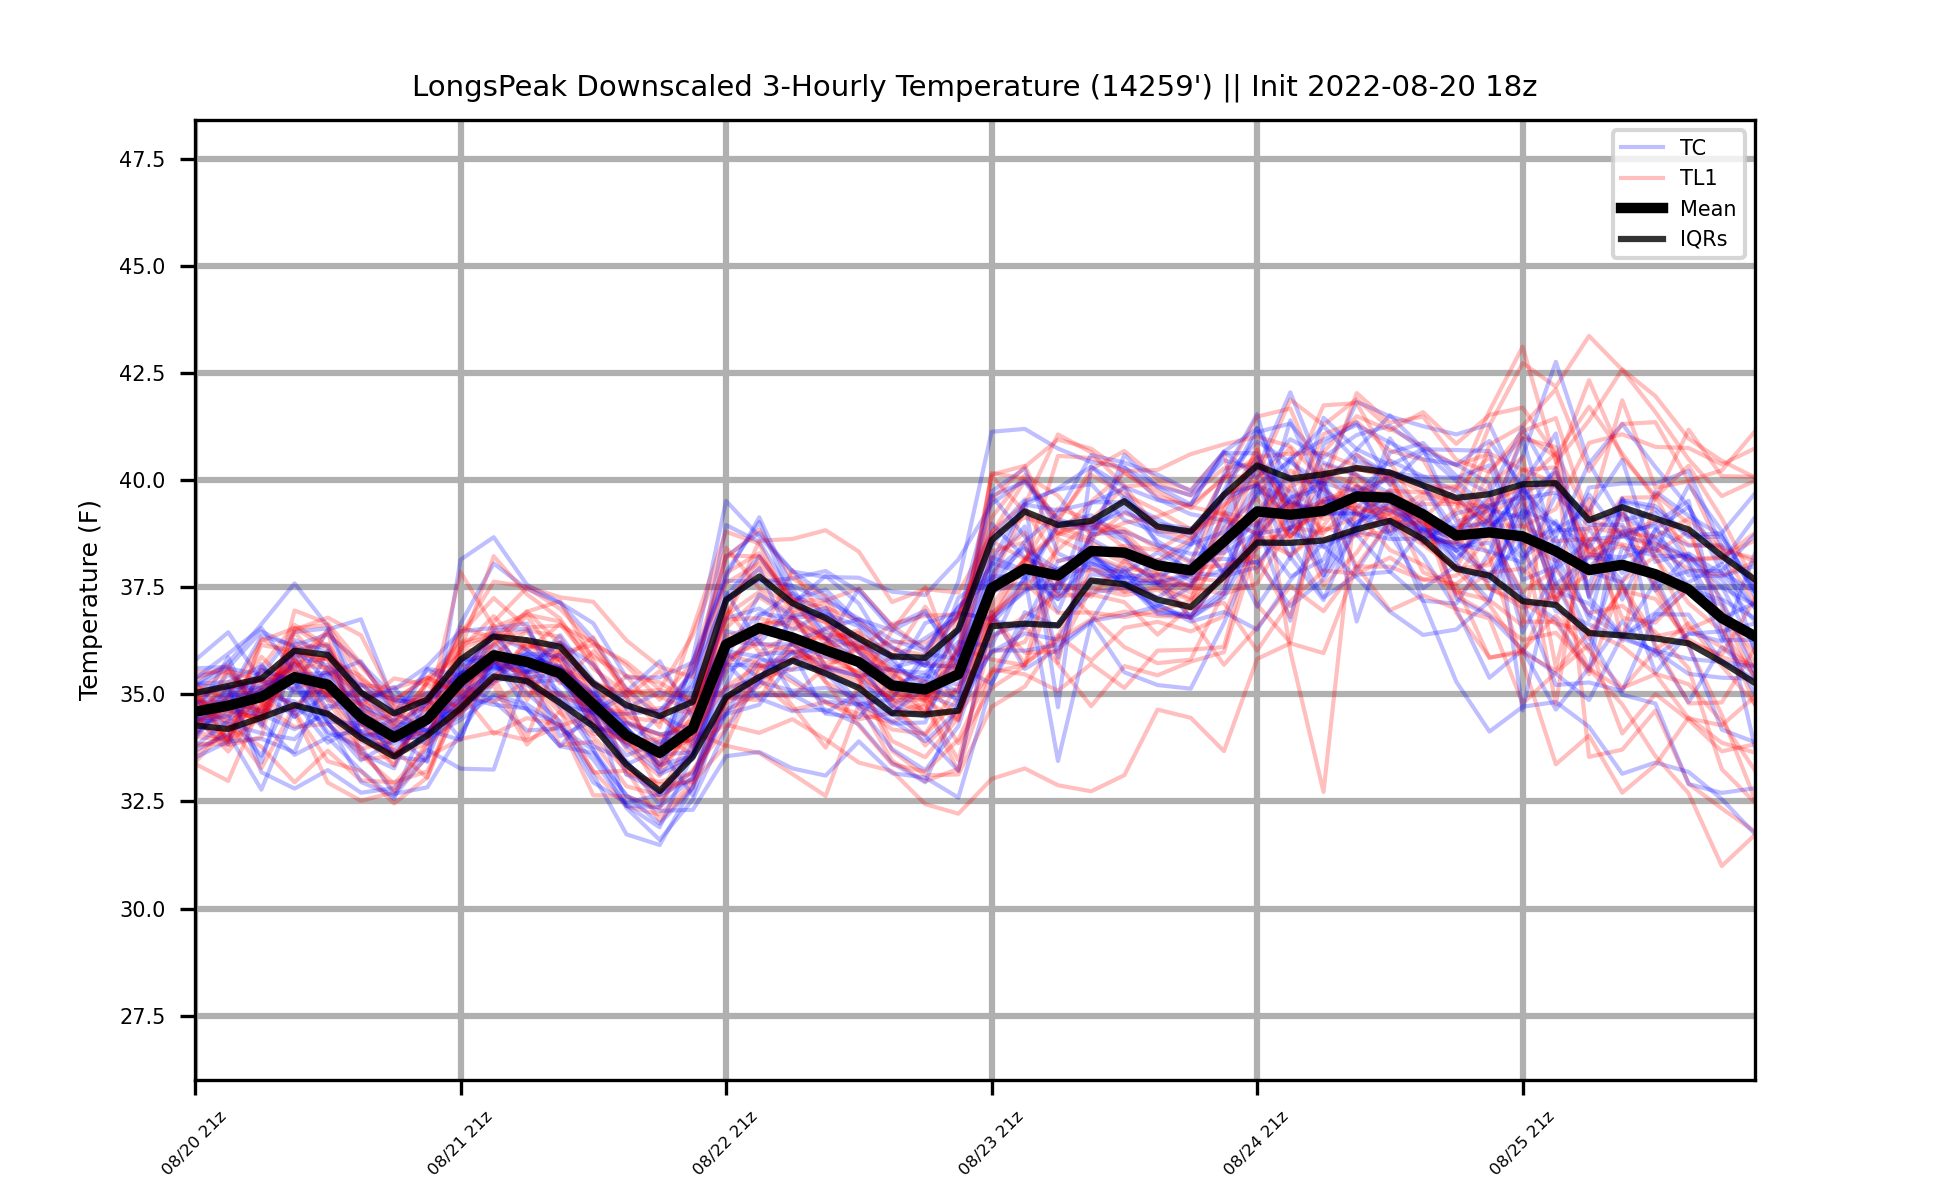 LongsPeak Downscaled 3-Hourly Temperature (14259') || Init 2022-08-20 18z
TC
TL1
Mean
IQRs
Temperature (F)
47.5
45.0
42.5
40.0
37.5
35.0
32.5
30.0
27.5
08/20 21z
08/21 21z
08/22 21z
08/23 21z
08/24 21z
08/25 21z